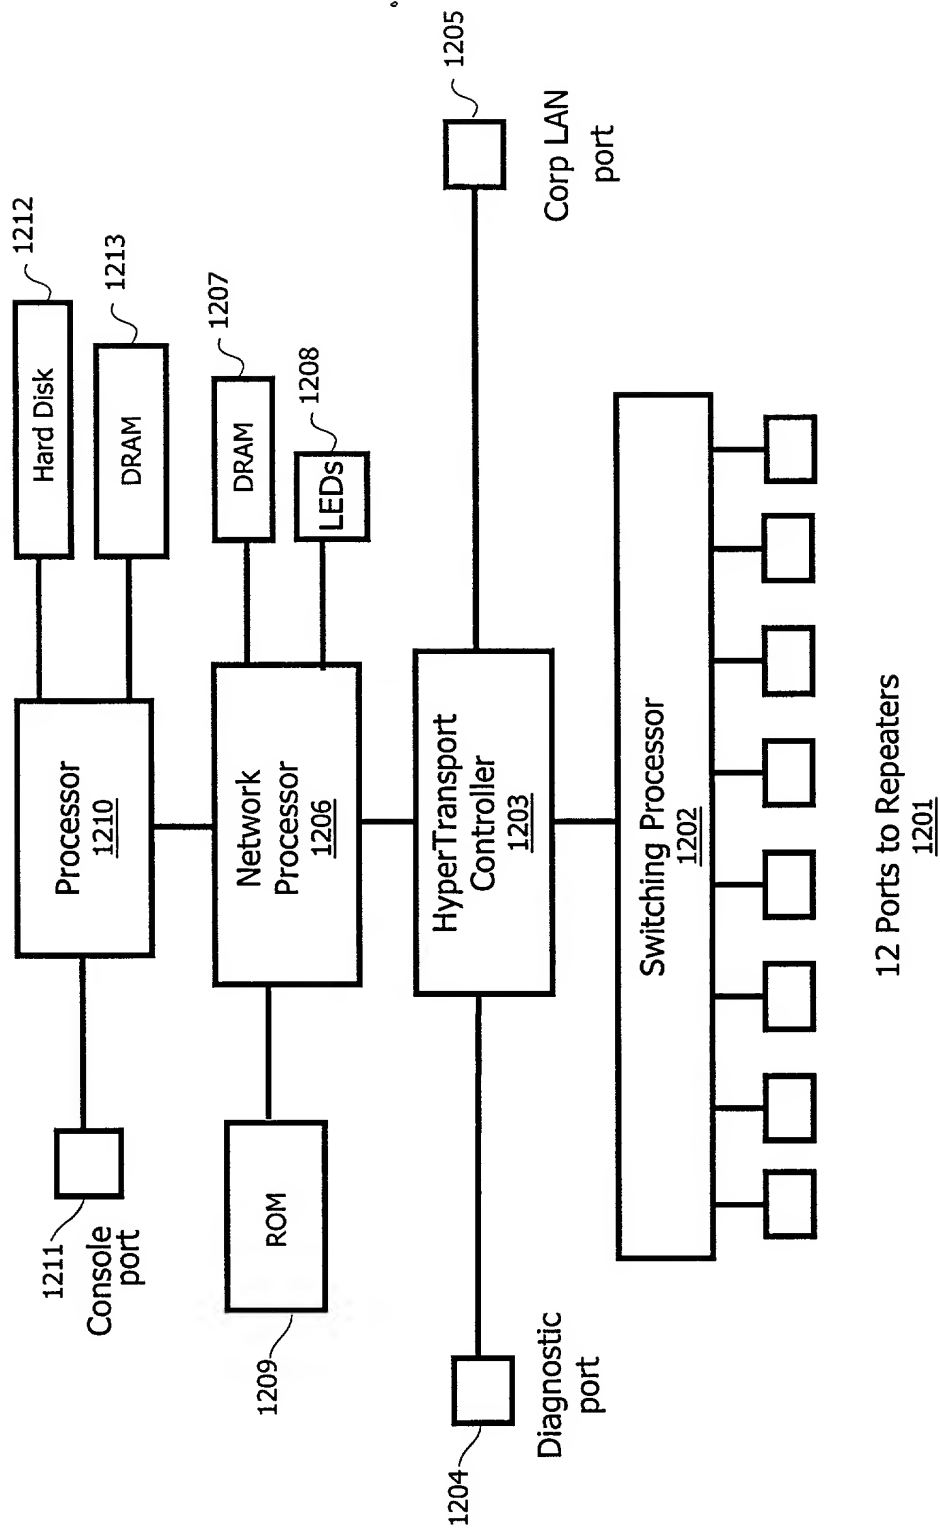 1212
Hard Disk
1213
DRAM
Processor
1210
1211
Console
port
1207
DRAM
1208
LEDs
Network
Processor
1206
ROM
1209
1205
Corp LAN
port
HyperTransport
Controller
1203
1204
Diagnostic
port
Switching Processor
1202
12 Ports to Repeaters
1201